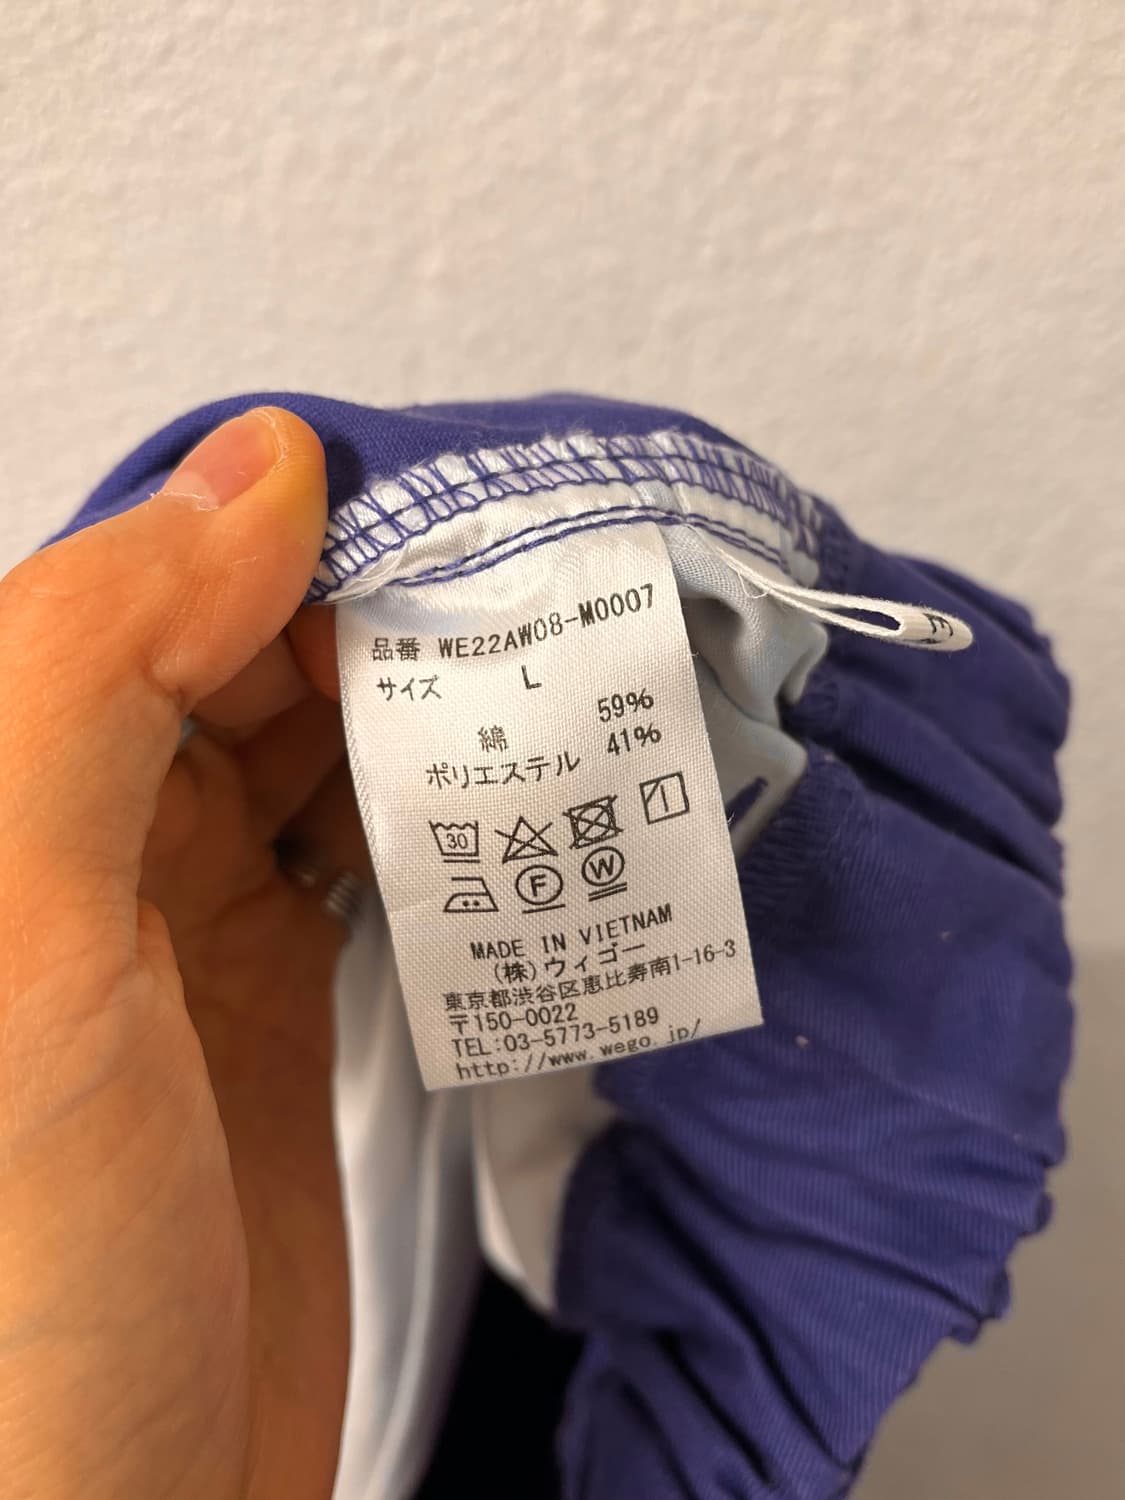 品番 WE22AW08-M0007
サイズ L
綿 59%
ポリエステル 41%
30
F W
MADE IN VIETNAM
(株)ウィゴー
東京都渋谷区恵比寿南1-16-3
〒150-0022
TEL:03-5773-5189
http://www.wego.jp/